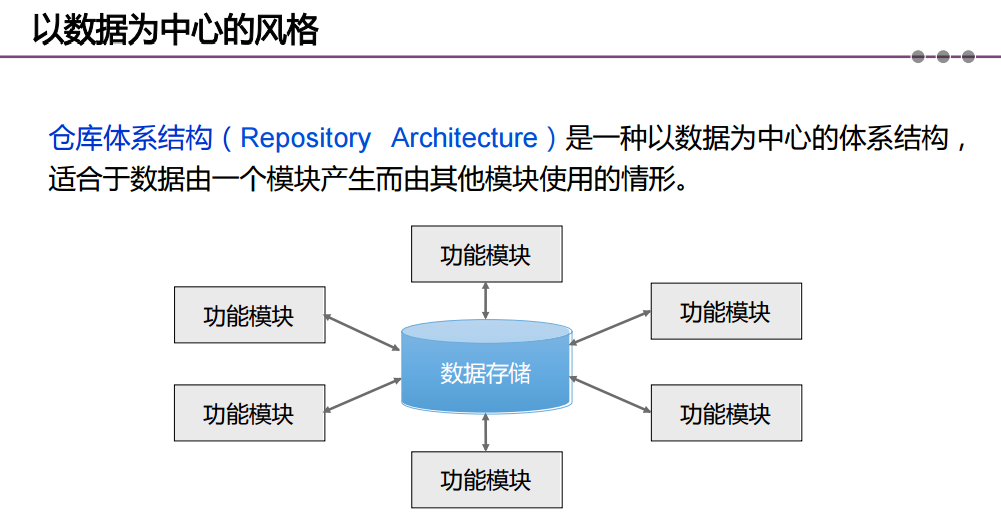 以数据为中心的风格
仓库体系结构（Repository Architecture）是一种以数据为中心的体系结构，
适合于数据由一个模块产生而由其他模块使用的情形。
功能模块
功能模块
功能模块
数据存储
功能模块
功能模块
功能模块